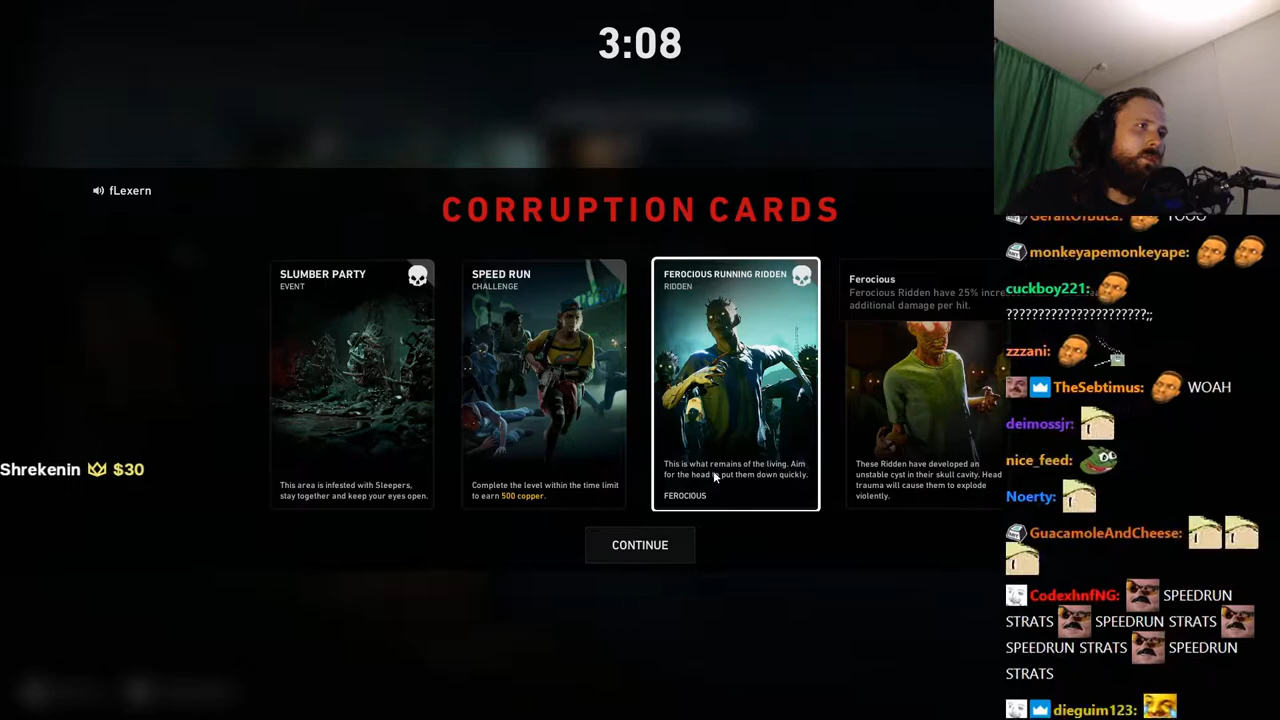 3:08
fLexern
CORRUPTION CARDS
SLUMBER PARTY
EVENT
This area is infested with Sleepers,
stay together and keep your eyes open.
SPEED RUN
CHALLENGE
Complete the level within the time limit
to earn 500 copper.
FEROCIOUS RUNNING RIDDEN
RIDDEN
This is what remains of the living. Aim
for the head to put them down quickly.
FEROCIOUS
Ferocious
Ferocious Ridden have 25%
additional damage per hit.
These Ridden have developed an
unstable cyst in their skull cavity. Head
trauma will cause them to explode
violently.
CONTINUE
Shrekenin $30
GeraltOfBuca: YOOO
monkeyapemonkeyape:
cuckboy221:
??????????????????????;;
zzzani:
TheSebtimus: WOAH
deimossjr:
nice_feed:
Noerty:
GuacamoleAndCheese:
CodexhnfNG: SPEEDRUN
STRATS SPEEDRUN STRATS
SPEEDRUN STRATS SPEEDRUN
STRATS
dieguim123: